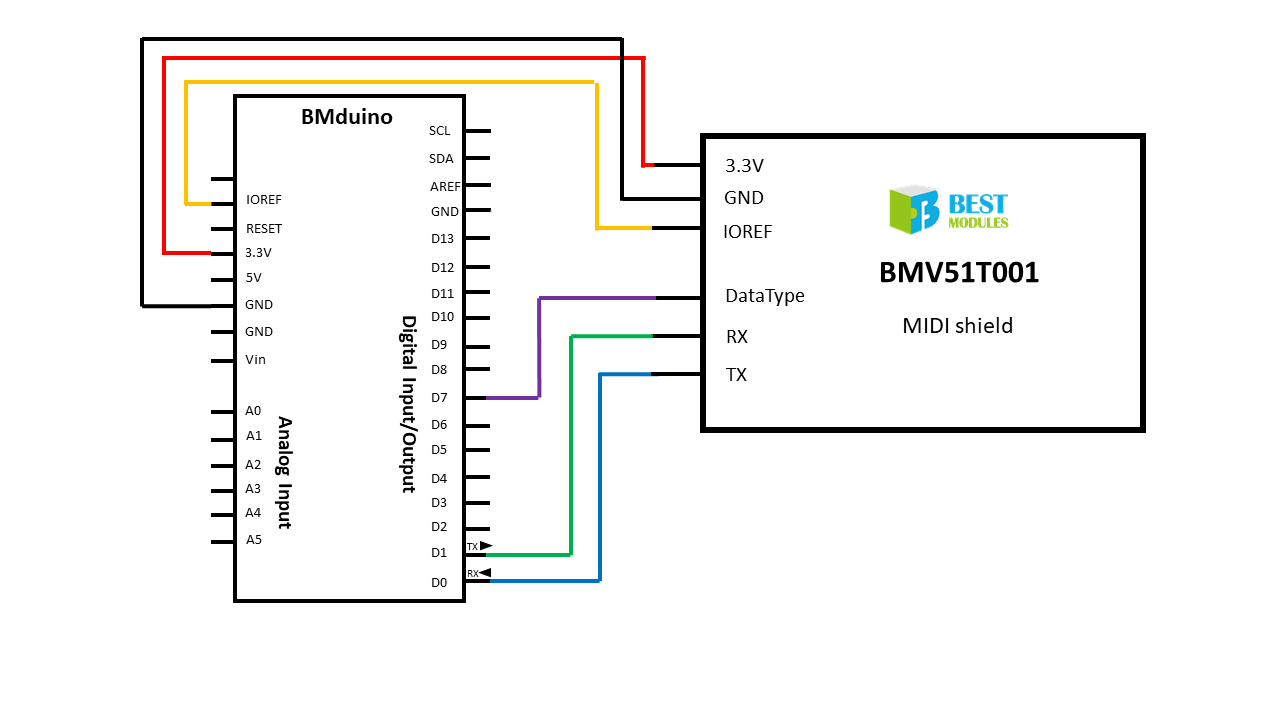 BMduino
IOREF
RESET
3.3V
5V
GND
GND
Vin
A0
A1
A2
A3
A4
A5
Analog Input
SCL
SDA
AREF
GND
D13
D12
D11
D10
D9
D8
D7
D6
D5
D4
D3
D2
D1
D0
Digital Input/Output
TX
RX
3.3V
GND
IOREF
DataType
RX
TX
BEST
MODULES
BMV51T001
MIDI shield